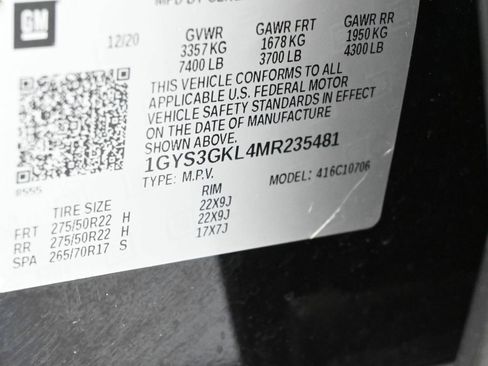 GM
12/20
GVWR GAWR FRT GAWR RR
3357 KG 1678 KG 1950 KG
7400 LB 3700 LB 4300 LB
THIS VEHICLE CONFORMS TO ALL
APPLICABLE U.S. FEDERAL MOTOR
VEHICLE SAFETY STANDARDS IN EFFECT
ON THE DATE OF MANUFACTURE
SHOWN ABOVE.
1GYS3GKL4MR235481
TYPE: M.P.V. MODEL: 416C10706
TIRE SIZE RIM
FRT 275/50R22 H 22X9J
RR 275/50R22 H 22X9J
SPA 265/70R17 S 17X7J